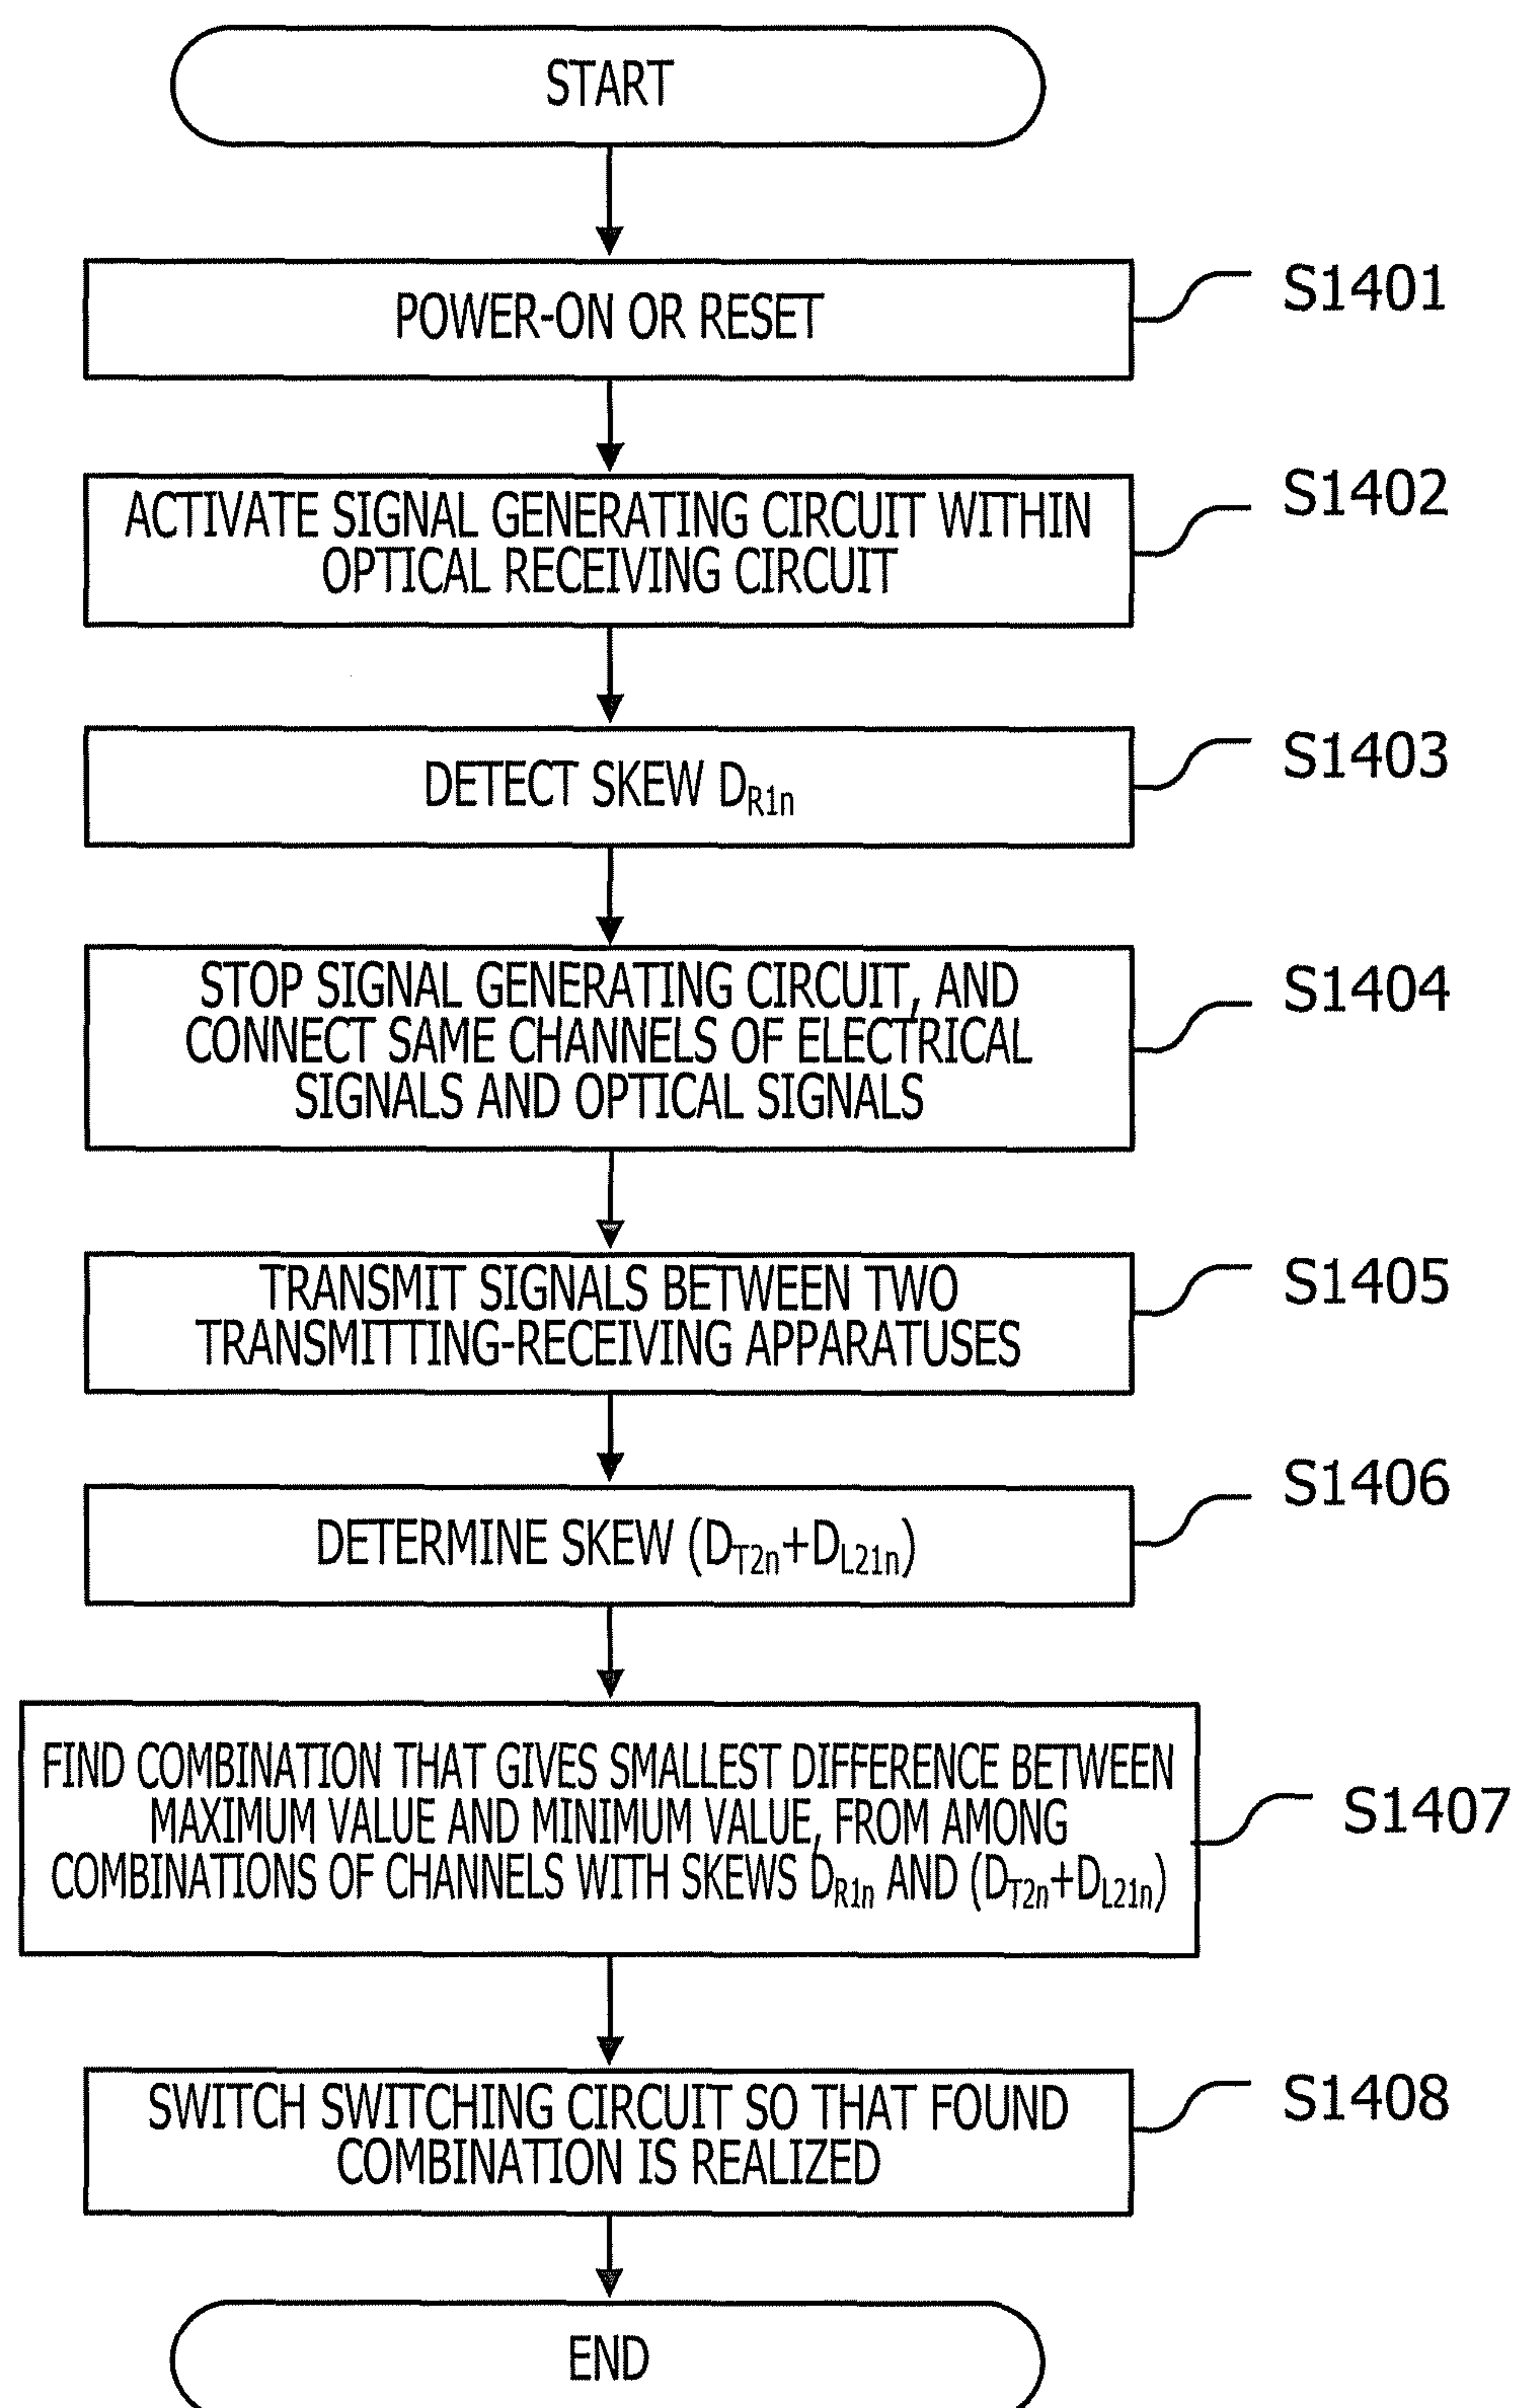 START
POWER-ON OR RESET
S1401
ACTIVATE SIGNAL GENERATING CIRCUIT WITHIN
OPTICAL RECEIVING CIRCUIT
S1402
DETECT SKEW DR1n
S1403
STOP SIGNAL GENERATING CIRCUIT, AND
CONNECT SAME CHANNELS OF ELECTRICAL
SIGNALS AND OPTICAL SIGNALS
S1404
TRANSMIT SIGNALS BETWEEN TWO
TRANSMITTING-RECEIVING APPARATUSES
S1405
DETERMINE SKEW (DT2n+DL21n)
S1406
FIND COMBINATION THAT GIVES SMALLEST DIFFERENCE BETWEEN
MAXIMUM VALUE AND MINIMUM VALUE, FROM AMONG
COMBINATIONS OF CHANNELS WITH SKEWS DR1n AND (DT2n+DL21n)
S1407
SWITCH SWITCHING CIRCUIT SO THAT FOUND
COMBINATION IS REALIZED
S1408
END